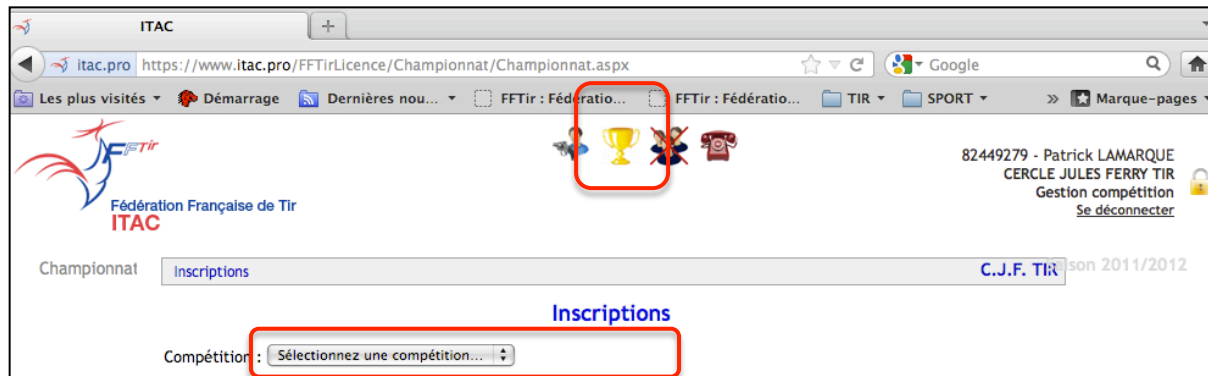 ITAC
itac.pro https://www.itac.pro/FFTirLicence/Championnat/Championnat.aspx Google
Les plus visités Démarrage Dernières nou... FFTir : Fédératio... FFTir : Fédératio... TIR SPORT » Marque-pages
FFTir
Fédération Française de Tir
ITAC
82449279 - Patrick LAMARQUE
CERCLE JULES FERRY TIR
Gestion compétition
Se déconnecter
Championnat Inscriptions C.J.F. TIR son 2011/2012
Inscriptions
Compétition : Sélectionnez une compétition...